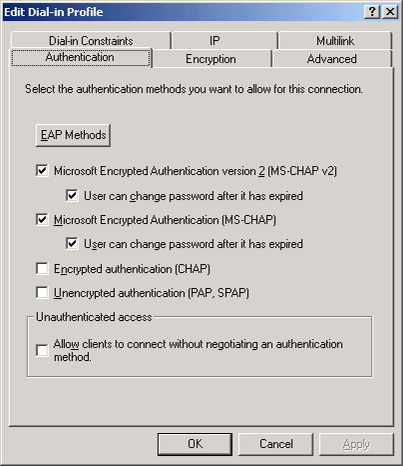 Edit Dial-in Profile
Dial-in Constraints
IP
Multilink
Authentication
Encryption
Advanced
Select the authentication methods you want to allow for this connection.
EAP Methods
Microsoft Encrypted Authentication version 2 (MS-CHAP v2)
User can change password after it has expired
Microsoft Encrypted Authentication (MS-CHAP)
User can change password after it has expired
Encrypted authentication (CHAP)
Unencrypted authentication (PAP, SPAP)
Unauthenticated access
Allow clients to connect without negotiating an authentication
method.
OK
Cancel
Apply